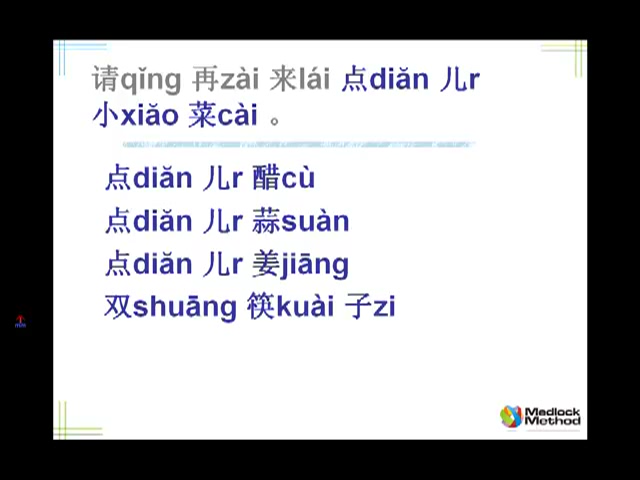 请qǐng 再zài 来lái 点diǎn 儿r
小xiǎo 菜cài 。
点diǎn 儿r 醋cù
点diǎn 儿r 蒜suàn
点diǎn 儿r 姜jiāng
双shuāng 筷kuài 子zi
Medlock
Method